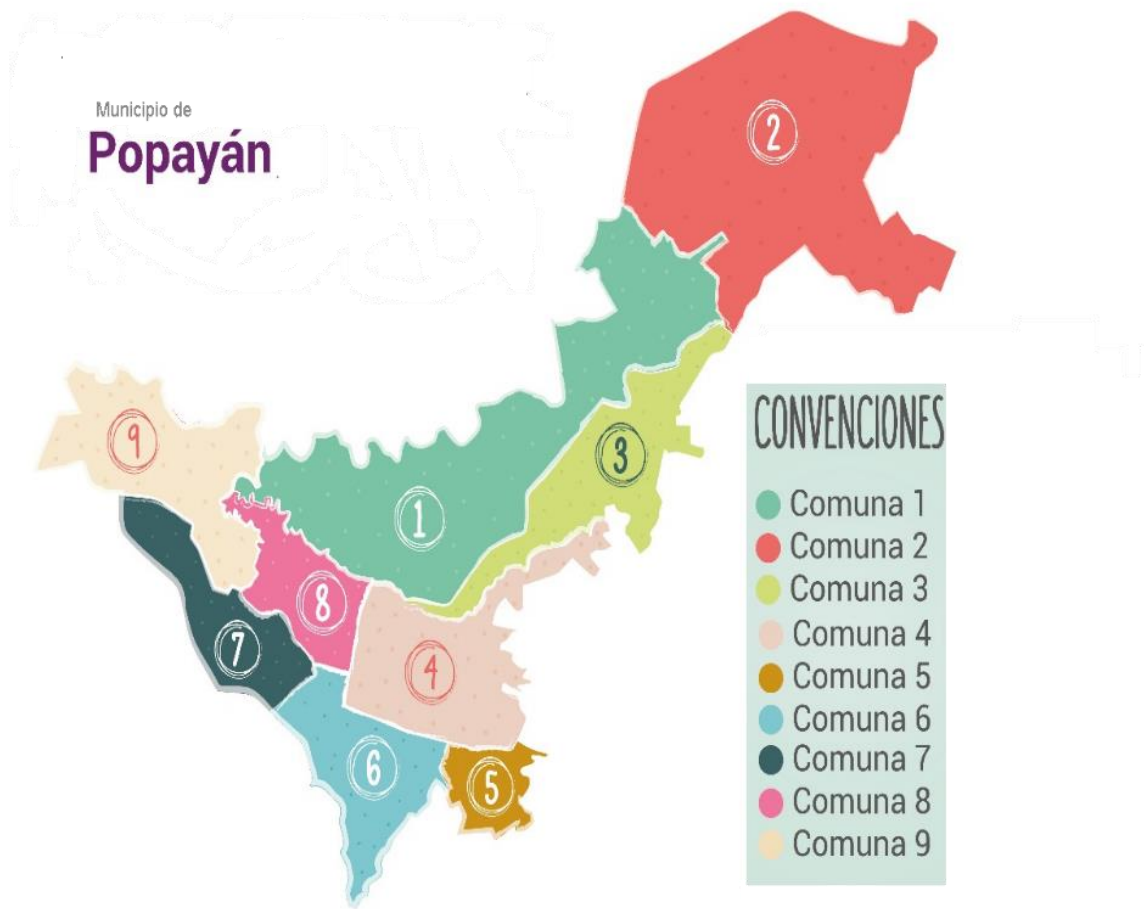 Municipio de
Popayán
2
9
3
1
8
7
4
6
5
CONVENCIONES
Comuna 1
Comuna 2
Comuna 3
Comuna 4
Comuna 5
Comuna 6
Comuna 7
Comuna 8
Comuna 9